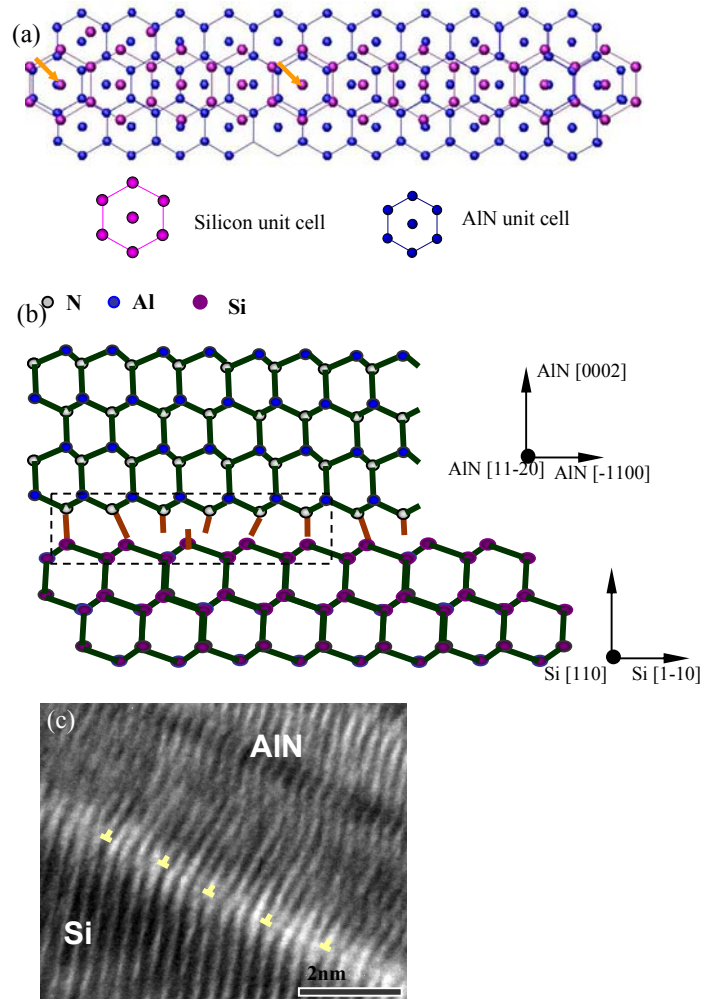 (a)
Silicon unit cell
AlN unit cell
N Al Si
(b)
AlN [0002]
AlN [11-20] AlN [-1100]
Si [110] Si [1-10]
(c)
AlN
Si
2nm